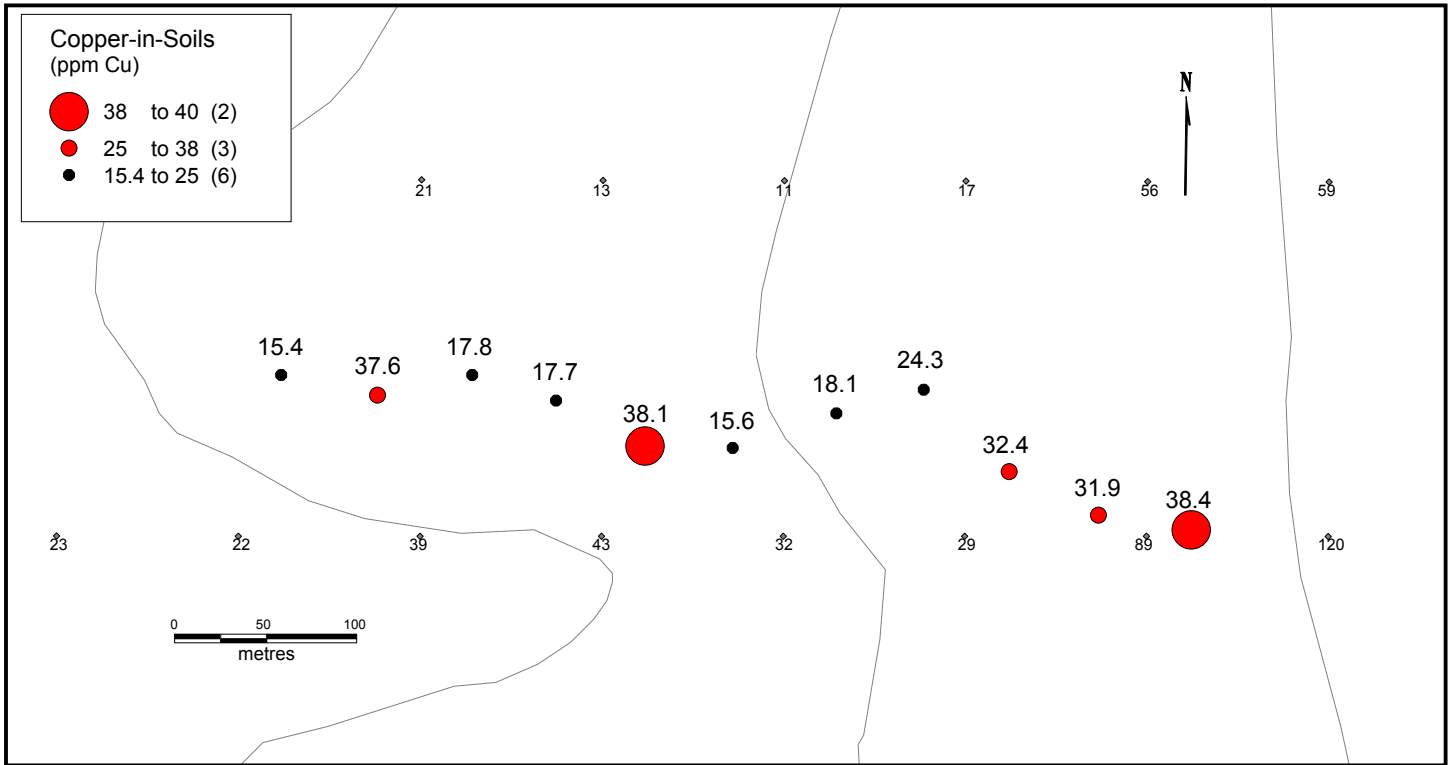 Copper-in-Soils
(ppm Cu)
38 to 40 (2)
25 to 38 (3)
15.4 to 25 (6)
N
21 13 11 17 56 59
15.4 37.6 17.8 17.7 38.1 15.6 18.1 24.3 32.4 31.9 38.4
23 22 39 43 32 29 89 120
0 50 100
metres